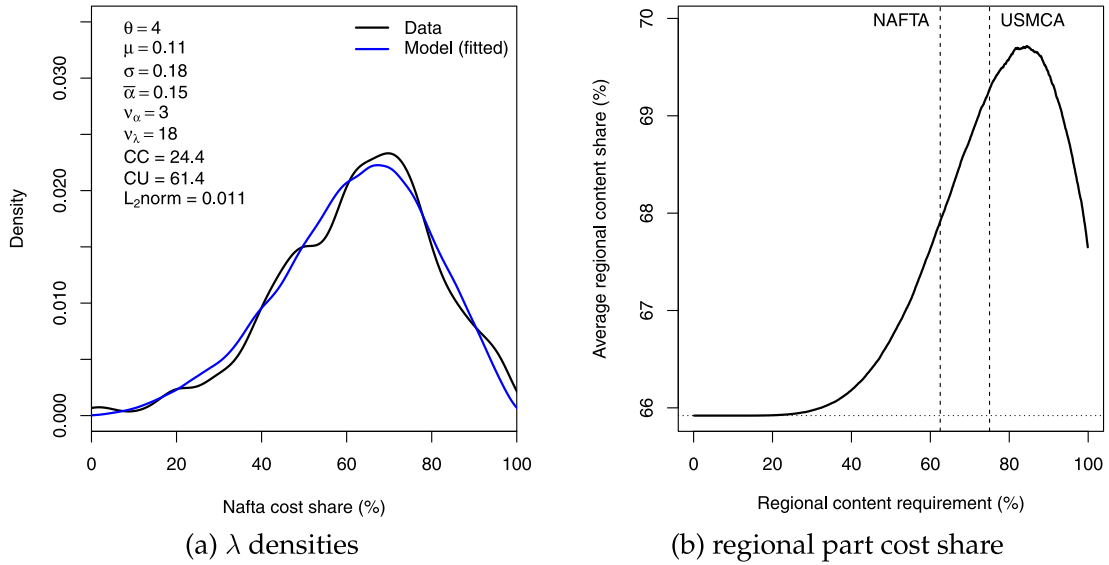 θ = 4
μ = 0.11
σ = 0.18
α̅ = 0.15
ν_α = 3
ν_λ = 18
CC = 24.4
CU = 61.4
L₂norm = 0.011
Data
Model (fitted)
Density
0.000
0.010
0.020
0.030
0 20 40 60 80 100
Nafta cost share (%)
(a) λ densities
NAFTA
USMCA
Average regional content share (%)
66
67
68
69
70
0 20 40 60 80 100
Regional content requirement (%)
(b) regional part cost share